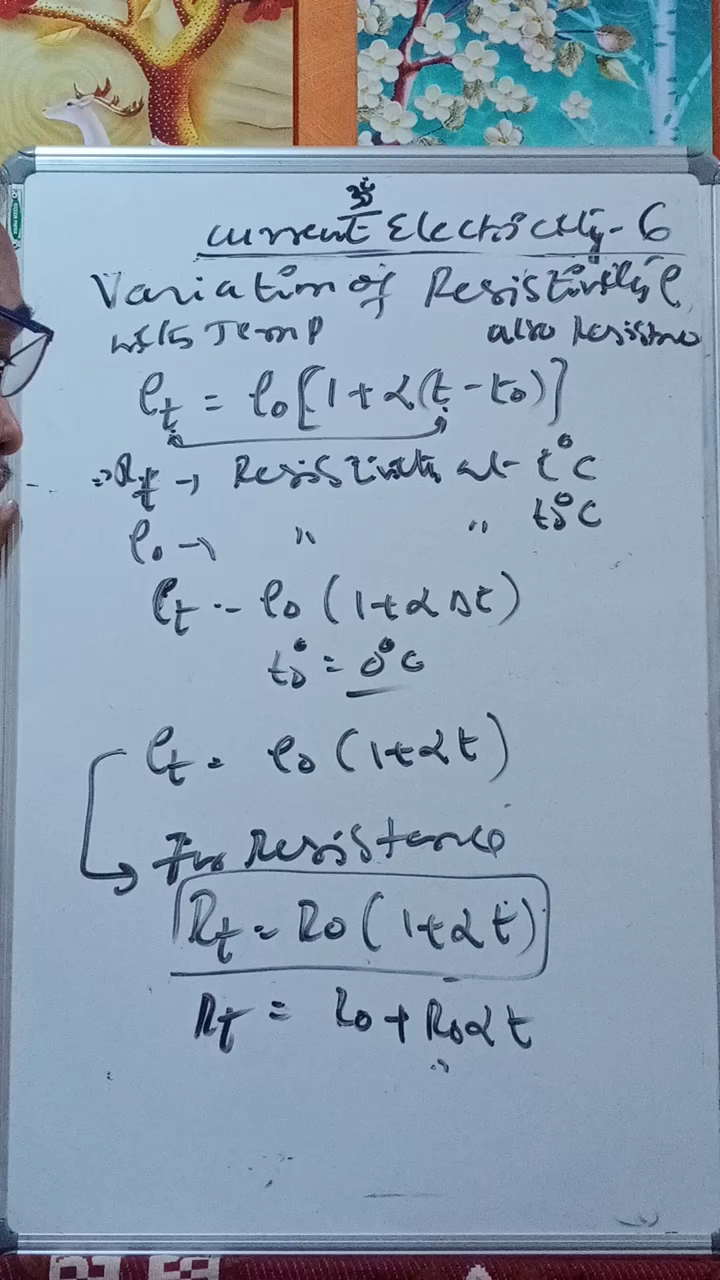 ॐ
Current Electricity-6
Variation of Resistivity ρ
with Temp also Resistance
ρt = ρ0[1+α(t-t0)]
→ Resistivity at t°C
ρ0 → " " t0°C
ρt = ρ0(1+αΔt)
t0° = 0°C
ρt = ρ0(1+αt)
For Resistance
Rt = R0(1+αt)
Rt = R0+R0αt